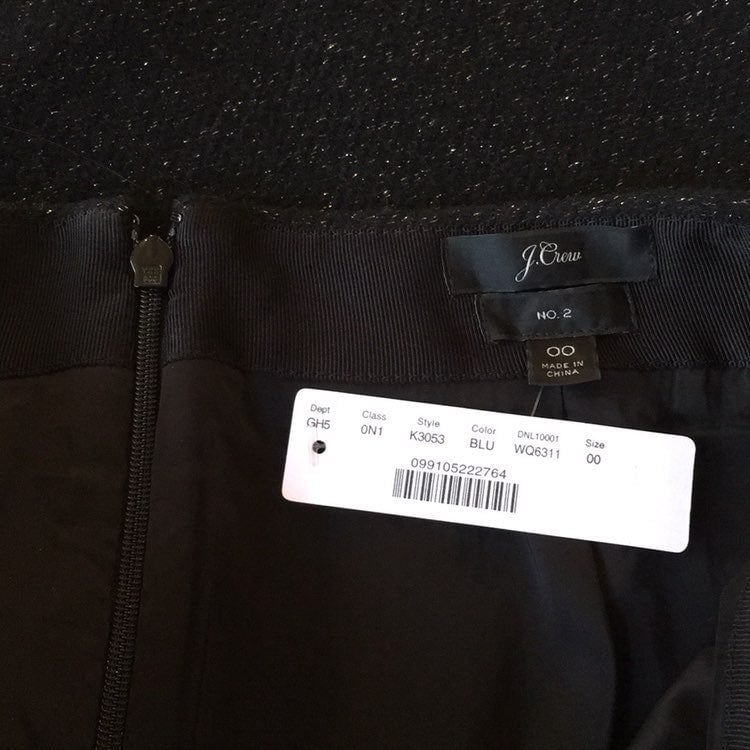 J.Crew
NO. 2
00
MADE IN
CHINA
Dept Class Style Color DNL10001 Size
GH5 0N1 K3053 BLU WQ6311 00
099105222764